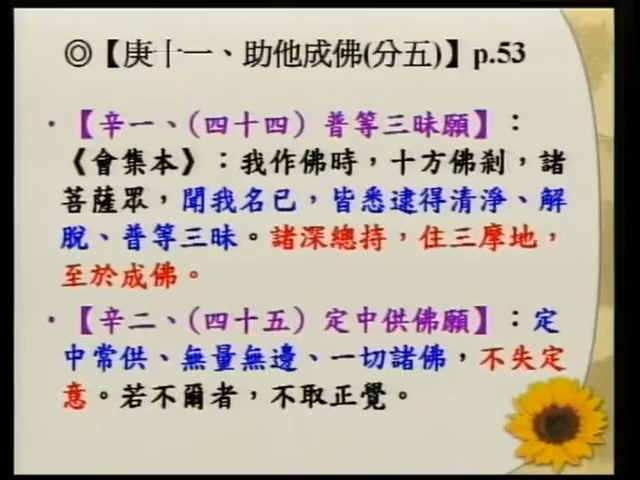 ◎【庚十一、助他成佛(分五)】p.53
·【辛一、(四十四) 普等三昧願】：
《會集本》：我作佛時，十方佛剎，諸
菩薩眾，聞我名已，皆悉逮得清淨、解
脫、普等三昧。諸深總持，住三摩地，
至於成佛。
·【辛二、(四十五) 定中供佛願】：定
中常供、無量無邊、一切諸佛，不失定
意。若不爾者，不取正覺。